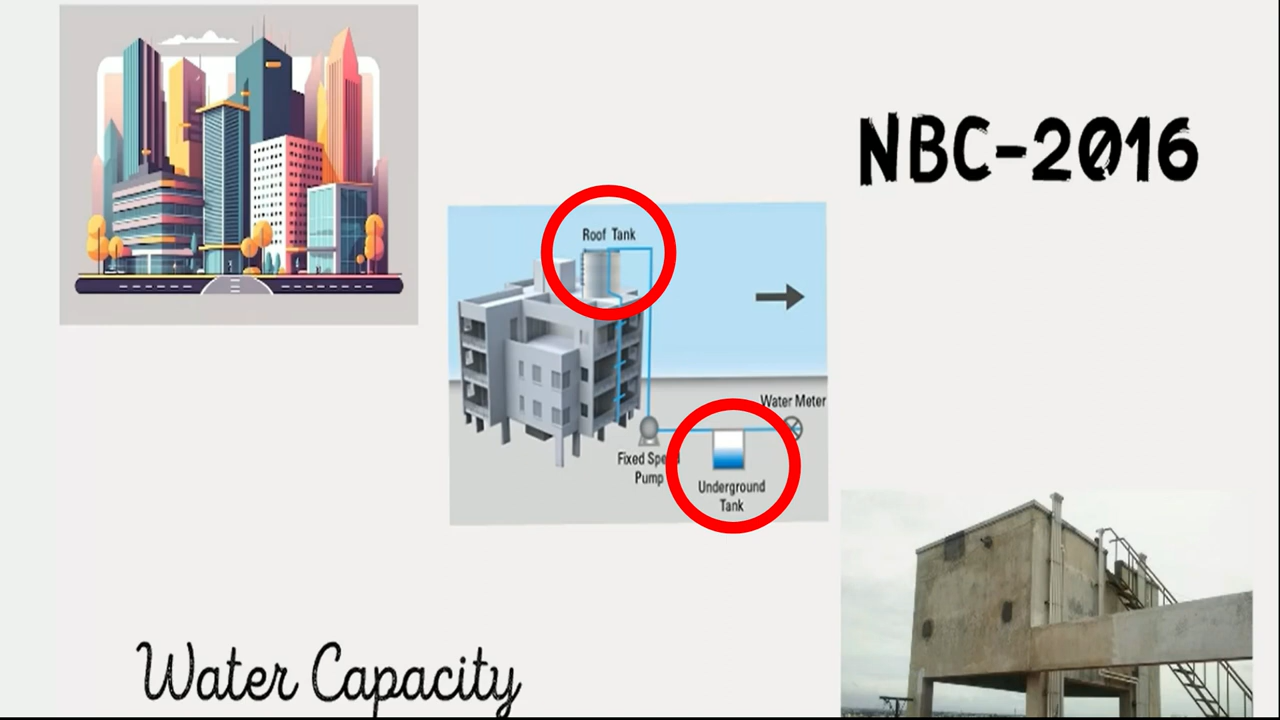 NBC-2016
Roof Tank
Water Meter
Fixed Speed
Pump
Underground
Tank
Water Capacity